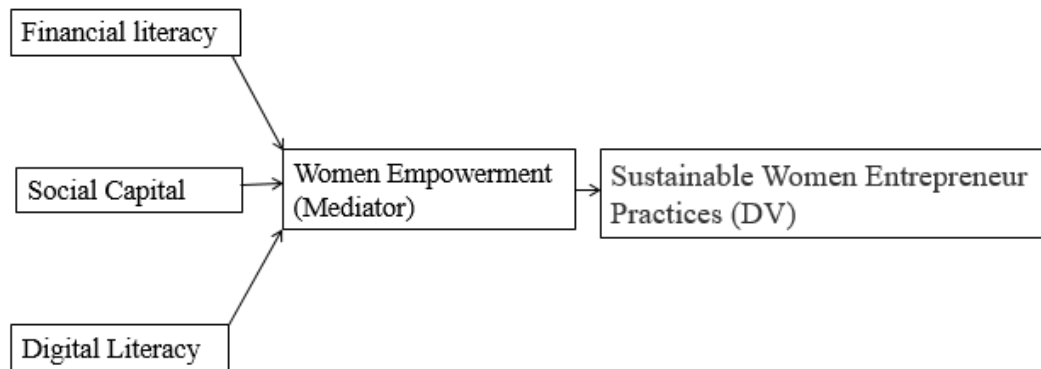 Financial literacy
Social Capital
Women Empowerment
(Mediator)
Sustainable Women Entrepreneur
Practices (DV)
Digital Literacy